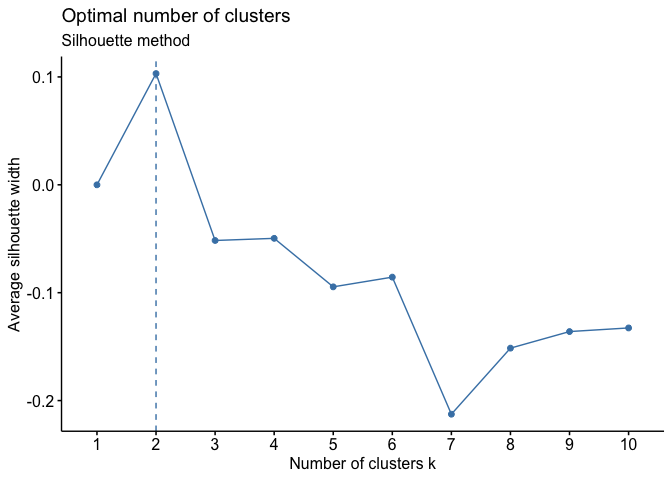 Optimal number of clusters
Silhouette method
Average silhouette width
0.1
0.0
-0.1
-0.2
1 2 3 4 5 6 7 8 9 10
Number of clusters k